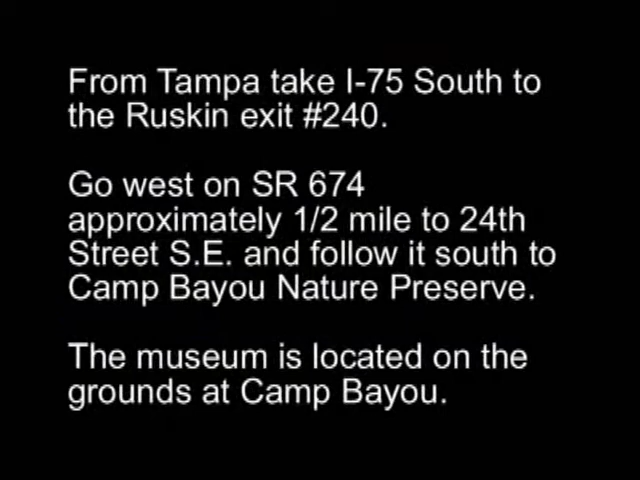 From Tampa take I-75 South to
the Ruskin exit #240.
Go west on SR 674
approximately 1/2 mile to 24th
Street S.E. and follow it south to
Camp Bayou Nature Preserve.
The museum is located on the
grounds at Camp Bayou.